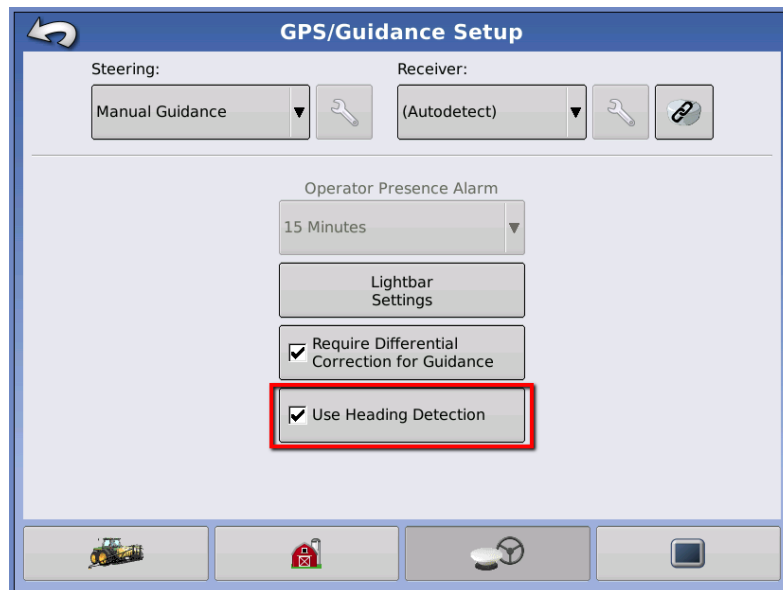 GPS/Guidance Setup
Steering:
Receiver:
Manual Guidance
(Autodetect)
Operator Presence Alarm
15 Minutes
Lightbar
Settings
Require Differential
Correction for Guidance
Use Heading Detection